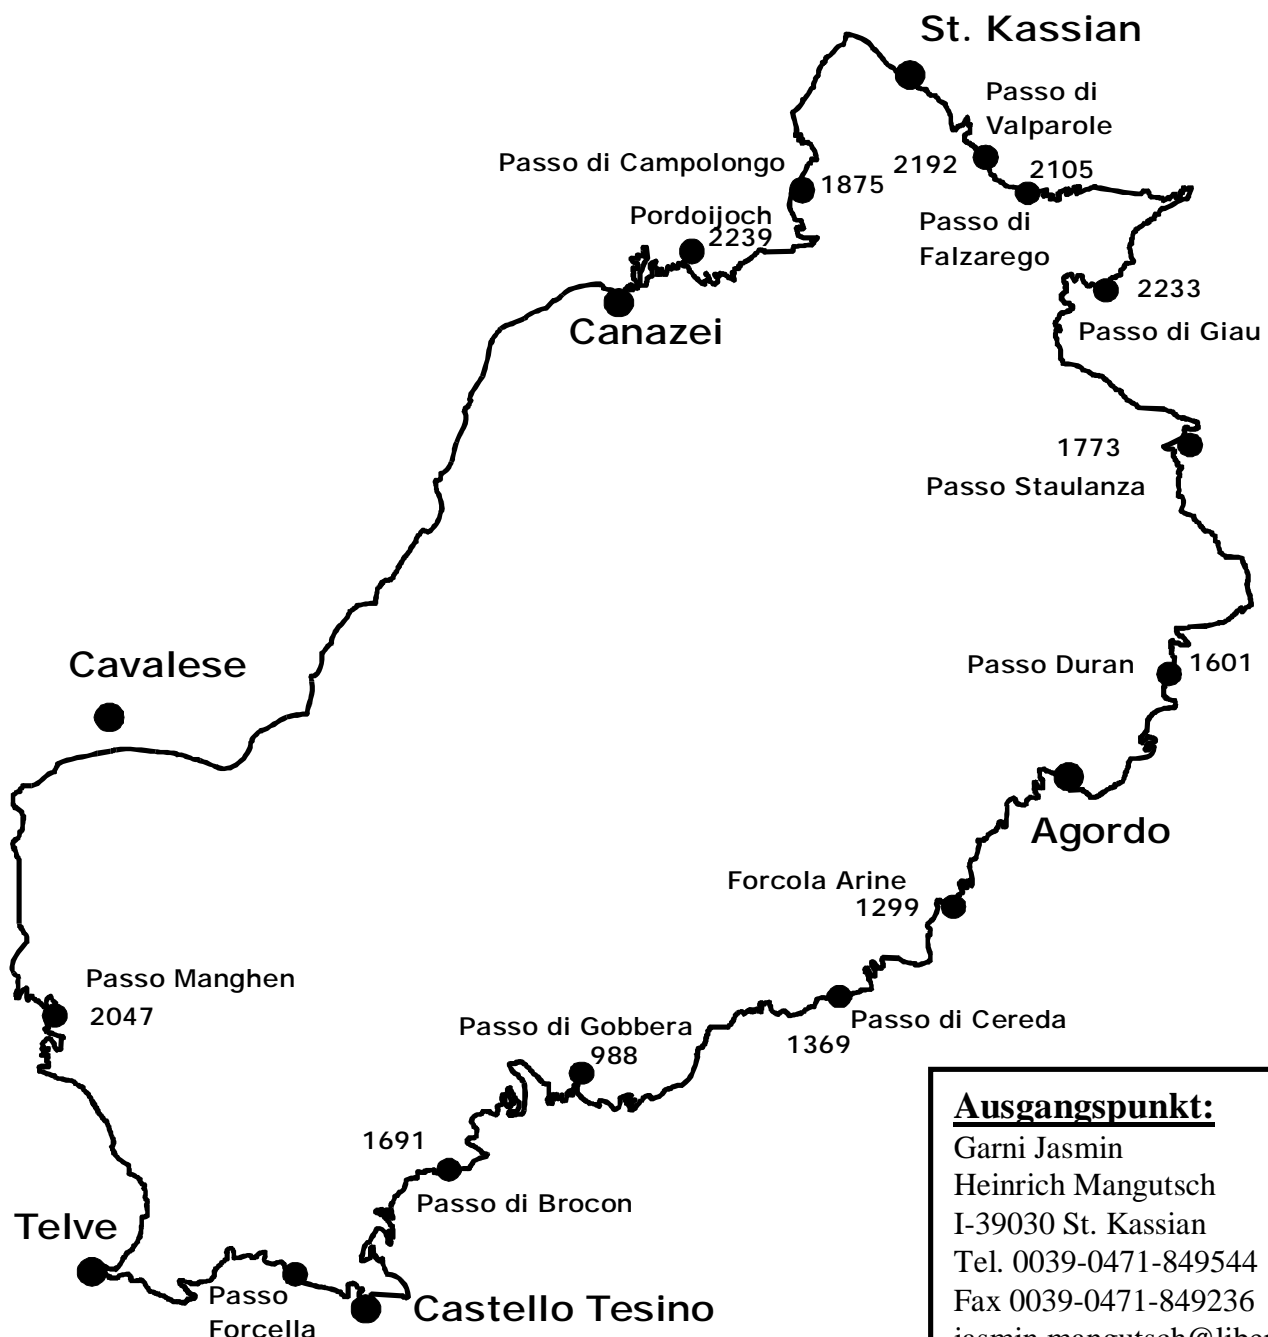 St. Kassian
Passo di
Valparole
2192
Passo di Campolongo
1875
2105
Pordoijoch
2239
Passo di
Falzarego
2233
Canazei
Passo di Giau
1773
Passo Staulanza
Cavalese
Passo Duran
1601
Agordo
Forcola Arine
1299
Passo Manghen
2047
Passo di Gobbera
988
Passo di Cereda
1369
1691
Passo di Brocon
Telve
Passo
Forcella
Castello Tesino
Ausgangspunkt:
Garni Jasmin
Heinrich Mangutsch
I-39030 St. Kassian
Tel. 0039-0471-849544
Fax 0039-0471-849236